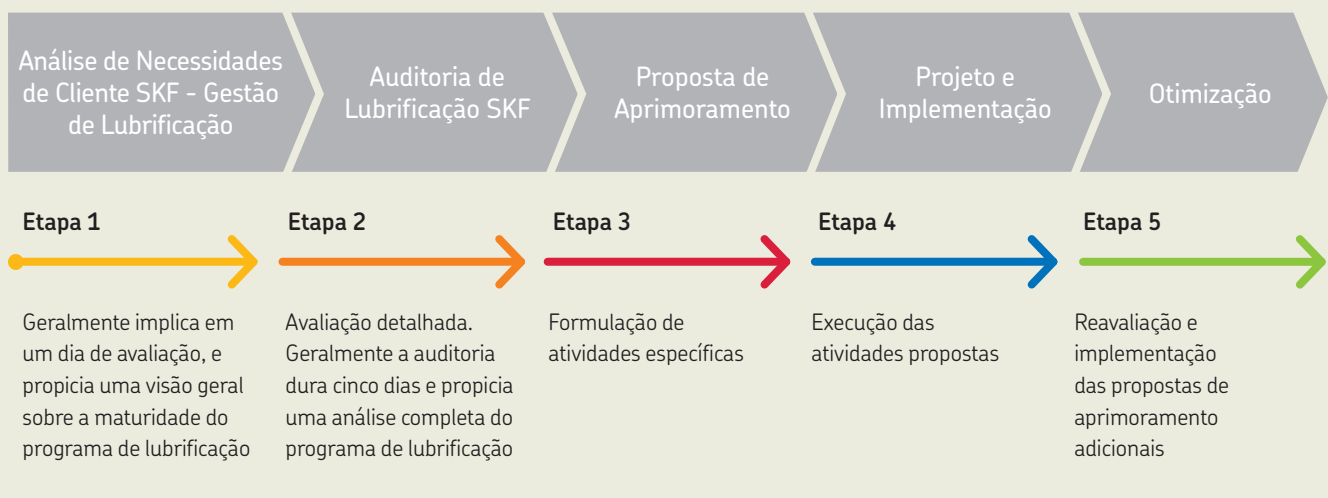 Análise de Necessidades
de Cliente SKF - Gestão
de Lubrificação
Auditoria de
Lubrificação SKF
Proposta de
Aprimoramento
Projeto e
Implementação
Otimização
Etapa 1
Geralmente implica em
um dia de avaliação, e
propicia uma visão geral
sobre a maturidade do
programa de lubrificação
Etapa 2
Avaliação detalhada.
Geralmente a auditoria
dura cinco dias e propicia
uma análise completa do
programa de lubrificação
Etapa 3
Formulação de
atividades específicas
Etapa 4
Execução das
atividades propostas
Etapa 5
Reavaliação e
implementação
das propostas de
aprimoramento
adicionais